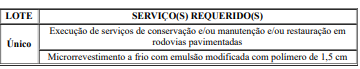 LOTE SERVIÇO(S) REQUERIDO(S)
Único
Execução de serviços de conservação e/ou manutenção e/ou restauração em
rodovias pavimentadas
Microrrevestimento a frio com emulsão modificada com polímero de 1,5 cm